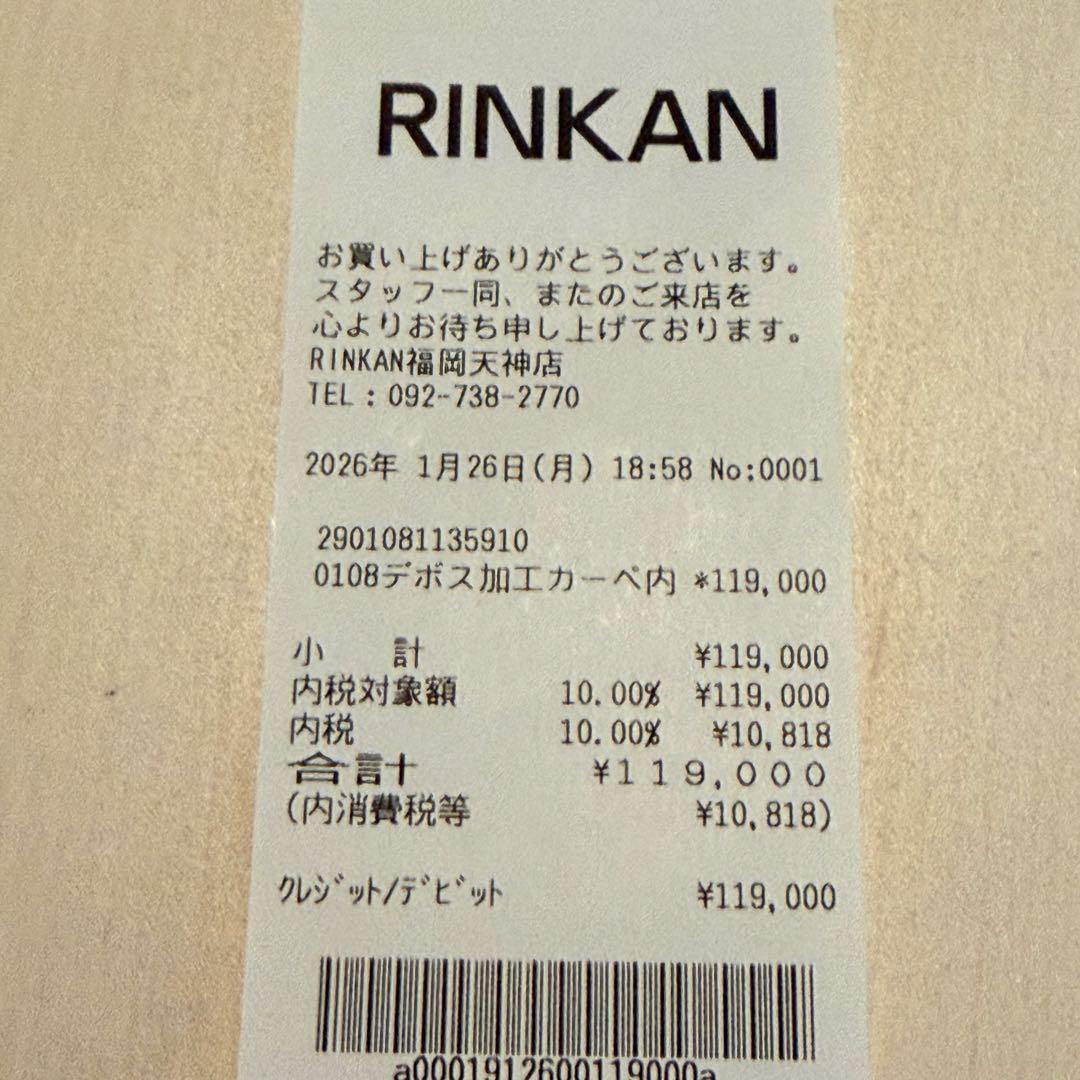 RINKAN
お買い上げありがとうございます。
スタッフ一同、またのご来店を
心よりお待ち申し上げております。
RINKAN福岡天神店
TEL：092-738-2770
2026年 1月26日(月) 18:58 No:0001
2901081135910
0108デボス加工カーペ内 *119,000
小　　計 ¥119,000
内税対象額 10.00% ¥119,000
内税 10.00% ¥10,818
合計 ¥119,000
(内消費税等 ¥10,818)
ｸﾚｼﾞｯﾄ/ﾃﾞﾋﾞｯﾄ ¥119,000
a0001912600119000a